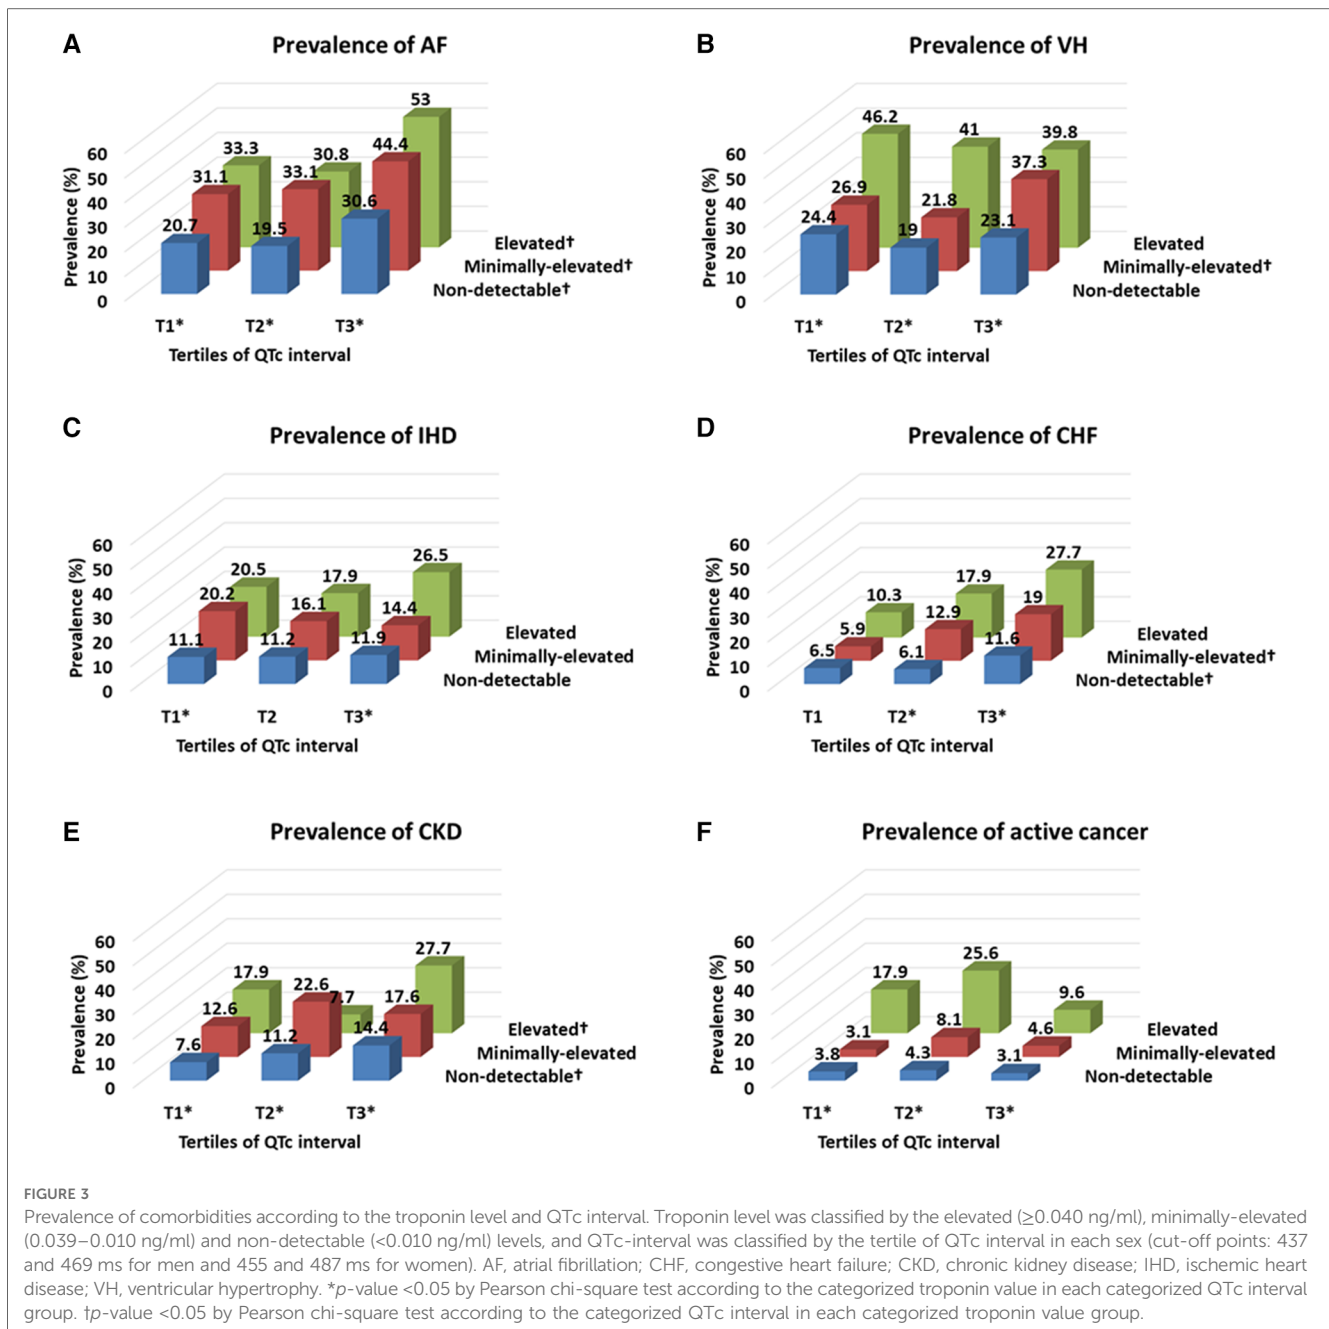 A
Prevalence of AF
Prevalence (%)
60
50
40
30
20
10
0
33.3
30.8
53
31.1
33.1
44.4
20.7
19.5
30.6
Elevated†
Minimally-elevated†
Non-detectable†
T1*
T2*
T3*
Tertiles of QTc interval
B
Prevalence of VH
Prevalence (%)
60
50
40
30
20
10
0
46.2
41
39.8
26.9
21.8
37.3
24.4
19
23.1
Elevated
Minimally-elevated†
Non-detectable
T1*
T2*
T3*
Tertiles of QTc interval
C
Prevalence of IHD
Prevalence (%)
60
50
40
30
20
10
0
20.5
17.9
26.5
20.2
16.1
14.4
11.1
11.2
11.9
Elevated
Minimally-elevated
Non-detectable
T1*
T2
T3*
Tertiles of QTc interval
D
Prevalence of CHF
Prevalence (%)
60
50
40
30
20
10
0
10.3
17.9
27.7
5.9
12.9
19
6.5
6.1
11.6
Elevated
Minimally-elevated†
Non-detectable†
T1
T2*
T3*
Tertiles of QTc interval
E
Prevalence of CKD
Prevalence (%)
60
50
40
30
20
10
0
17.9
7.7
27.7
12.6
22.6
17.6
7.6
11.2
14.4
Elevated†
Minimally-elevated
Non-detectable†
T1*
T2*
T3*
Tertiles of QTc interval
F
Prevalence of active cancer
Prevalence (%)
60
50
40
30
20
10
0
17.9
25.6
9.6
3.1
8.1
4.6
3.8
4.3
3.1
Elevated
Minimally-elevated
Non-detectable
T1*
T2*
T3*
Tertiles of QTc interval
FIGURE 3
Prevalence of comorbidities according to the troponin level and QTc interval. Troponin level was classified by the elevated (≥0.040 ng/ml), minimally-elevated
(0.039–0.010 ng/ml) and non-detectable (<0.010 ng/ml) levels, and QTc-interval was classified by the tertile of QTc interval in each sex (cut-off points: 437
and 469 ms for men and 455 and 487 ms for women). AF, atrial fibrillation; CHF, congestive heart failure; CKD, chronic kidney disease; IHD, ischemic heart
disease; VH, ventricular hypertrophy. *p-value <0.05 by Pearson chi-square test according to the categorized troponin value in each categorized QTc interval
group. †p-value <0.05 by Pearson chi-square test according to the categorized QTc interval in each categorized troponin value group.